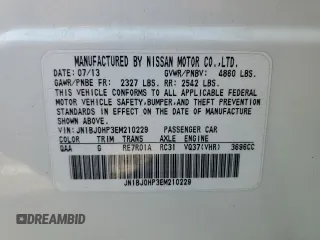 MANUFACTURED BY NISSAN MOTOR CO.,LTD.
DATE: 07/13 GVWR/PNBV: 4860 LBS.
GAWR/PNBE FR: 2327 LBS. RR: 2542 LBS.
THIS VEHICLE CONFORMS TO ALL APPLICABLE FEDERAL
MOTOR VEHICLE SAFETY, BUMPER, AND THEFT PREVENTION
STANDARDS IN EFFECT ON THE DATE OF MANUFACTURE
SHOWN ABOVE.
VIN: JN1BJ0HP3EM210229 PASSENGER CAR
COLOR TRIM TRANS AXLE ENGINE
QAA G RE7R01A RC31 VQ37(VHR) 3696CC
JN1BJ0HP3EM210229
© AutoBidMaster